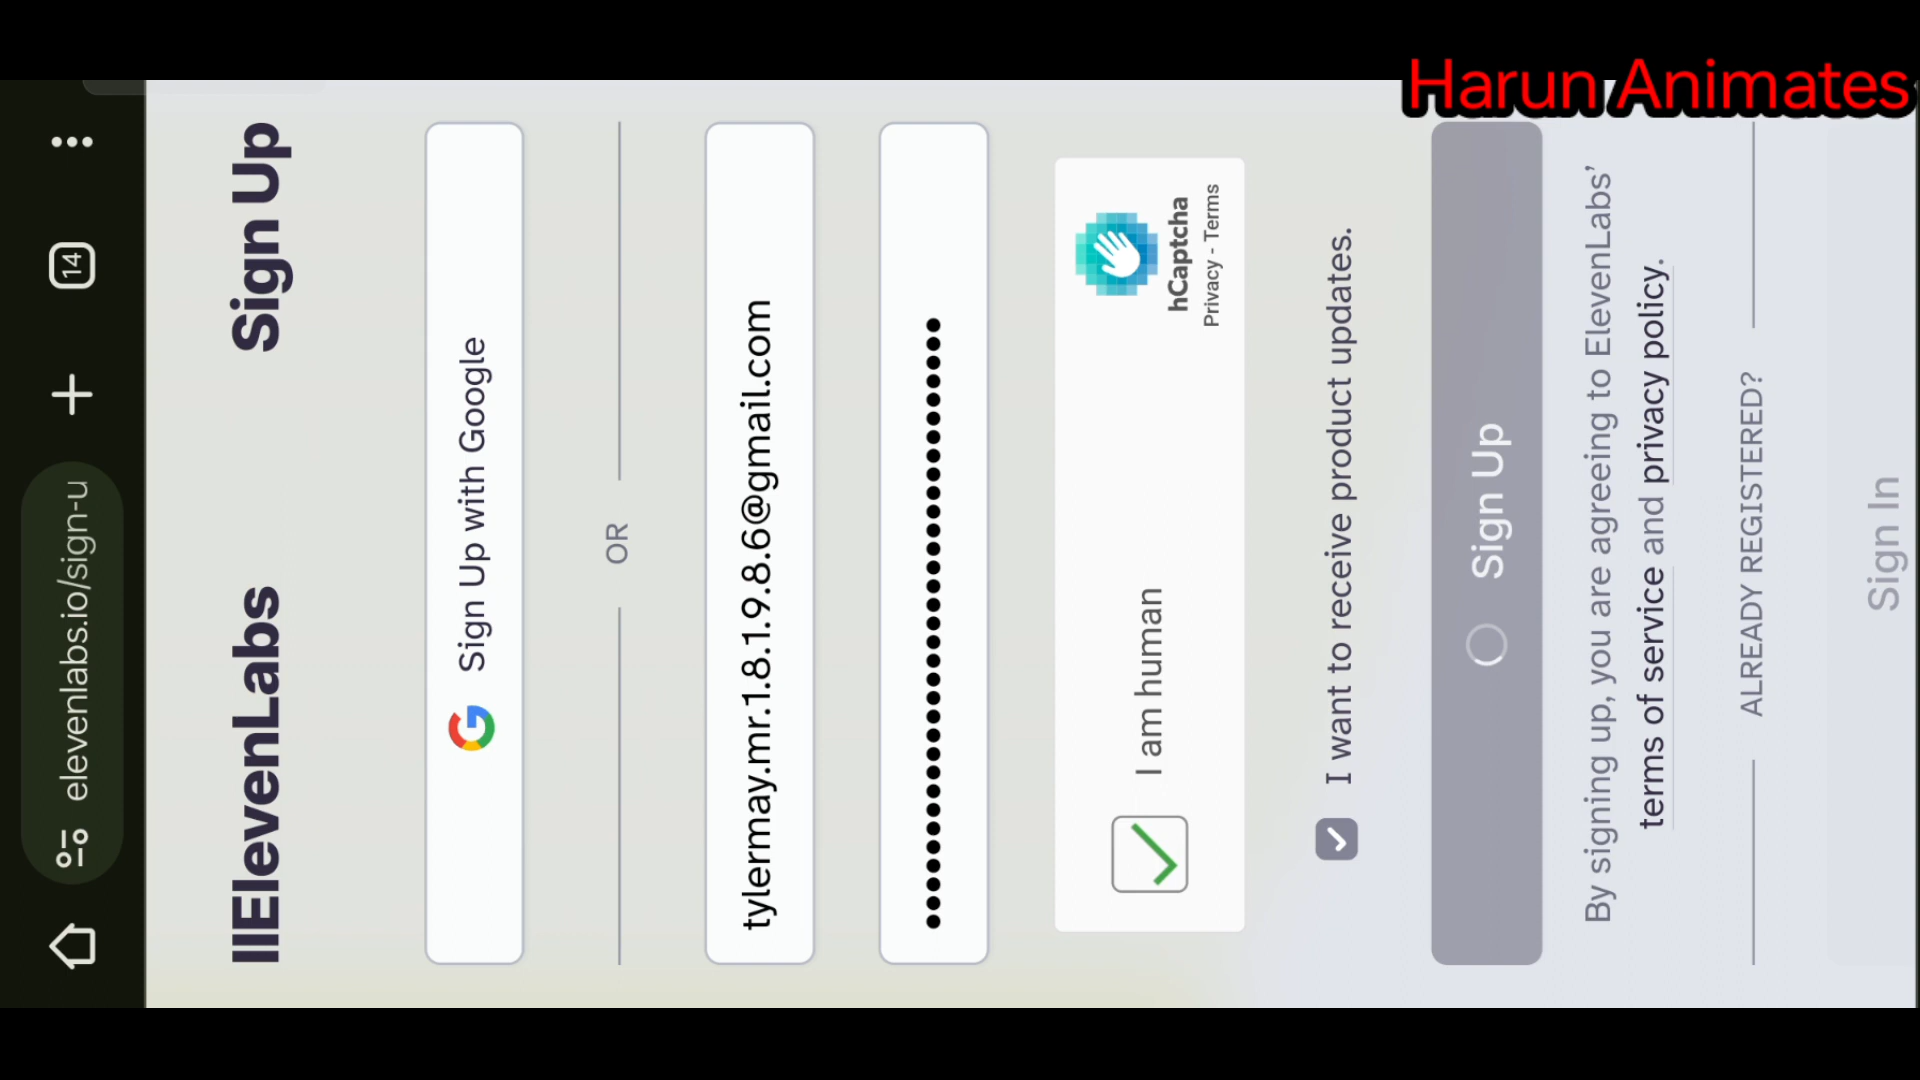 Harun Animates
elevenlabs.io/sign-u
14
IIElevenLabs
Sign Up
Sign Up with Google
OR
tylermay.mr.1.8.1.9.8.6@gmail.com
I am human
hCaptcha
Privacy - Terms
I want to receive product updates.
Sign Up
By signing up, you are agreeing to ElevenLabs’
terms of service and privacy policy.
ALREADY REGISTERED?
Sign In